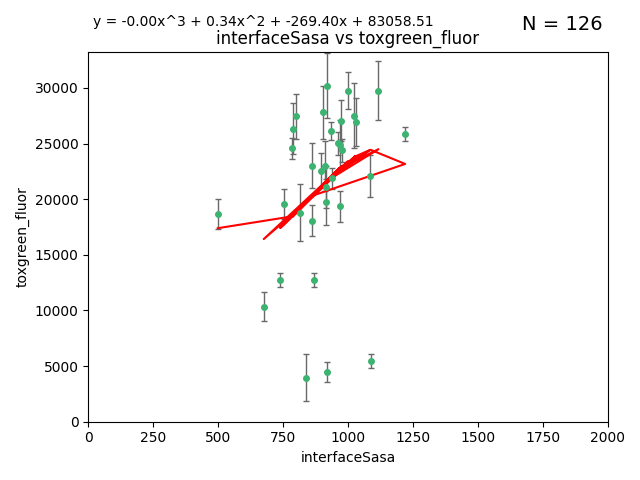 y = -0.00x^3 + 0.34x^2 + -269.40x + 83058.51
N = 126
interfaceSasa vs toxgreen_fluor
30000
25000
20000
15000
10000
5000
0
toxgreen_fluor
0 250 500 750 1000 1250 1500 1750 2000
interfaceSasa